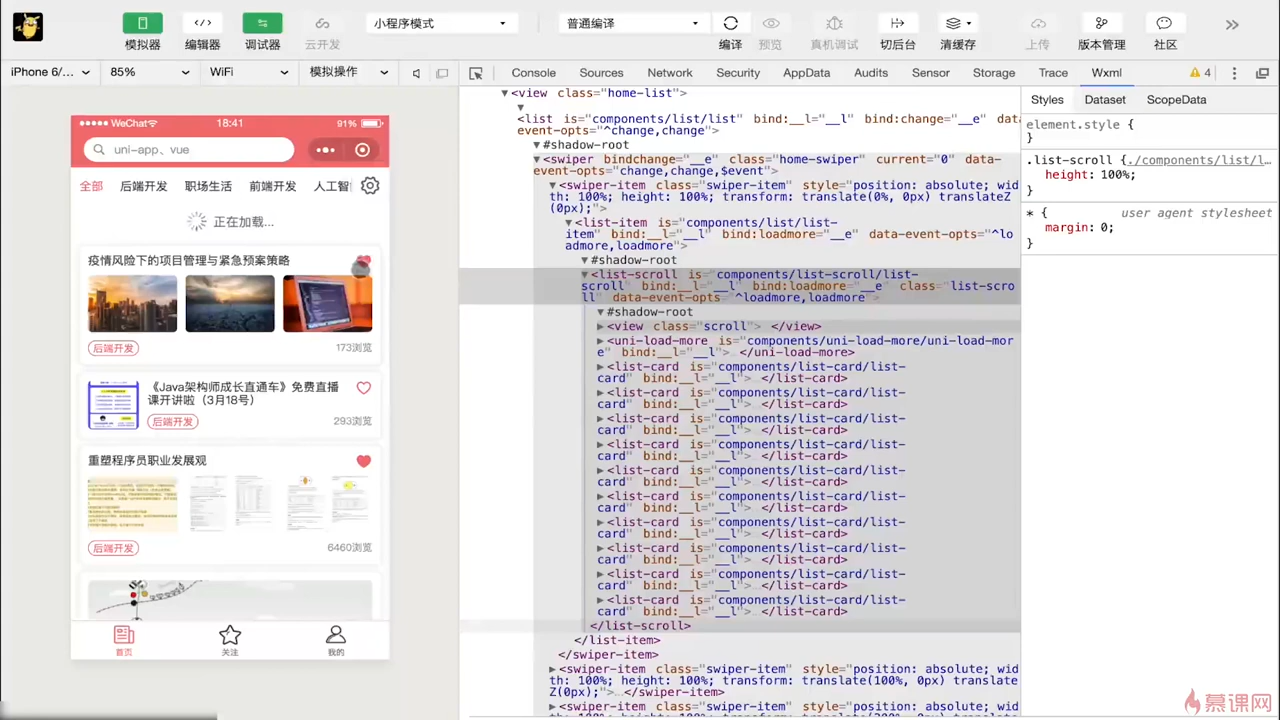 小程序模式
普通编译
模拟器
编辑器
调试器
云开发
编译
预览
真机调试
切后台
清缓存
上传
版本管理
社区
iPhone 6/...
85%
WiFi
模拟操作
Console
Sources
Network
Security
AppData
Audits
Sensor
Storage
Trace
Wxml
4
WeChat
18:41
91%
uni-app、vue
全部
后端开发
职场生活
前端开发
人工智
正在加载...
疫情风险下的项目管理与紧急预案策略
后端开发
173浏览
《Java架构师成长直通车》免费直播
课开讲啦（3月18号）
后端开发
293浏览
重塑程序员职业发展观
后端开发
6460浏览
首页
关注
我的
▼<view class="home-list">
▼
<list is="components/list/list" bind:__l="__l" bind:change="__e" data-
event-opts="^change,change">
▼#shadow-root
▼<swiper bindchange="__e" class="home-swiper" current="0" data-
event-opts="change,change,$event">
▼<swiper-item class="swiper-item" style="position: absolute; wid
th: 100%; height: 100%; transform: translate(0%, 0px) translateZ
(0px);">
▼<list-item is="components/list/list-
item" bind:__l="__l" bind:loadmore="__e" data-event-opts="^lo
admore,loadmore">
▼#shadow-root
▼<list-scroll is="components/list-scroll/list-
scroll" bind:__l="__l" bind:loadmore="__e" class="list-scro
ll" data-event-opts="^loadmore,loadmore">
▼#shadow-root
▶<view class="scroll"> </view>
▶<uni-load-more is="components/uni-load-more/uni-load-mor
e" bind:__l="__l"> </uni-load-more>
▶<list-card is="components/list-card/list-
card" bind:__l="__l"> </list-card>
▶<list-card is="components/list-card/list-
card" bind:__l="__l"> </list-card>
▶<list-card is="components/list-card/list-
card" bind:__l="__l"> </list-card>
▶<list-card is="components/list-card/list-
card" bind:__l="__l"> </list-card>
▶<list-card is="components/list-card/list-
card" bind:__l="__l"> </list-card>
▶<list-card is="components/list-card/list-
card" bind:__l="__l"> </list-card>
▶<list-card is="components/list-card/list-
card" bind:__l="__l"> </list-card>
▶<list-card is="components/list-card/list-
card" bind:__l="__l"> </list-card>
▶<list-card is="components/list-card/list-
card" bind:__l="__l"> </list-card>
▶<list-card is="components/list-card/list-
card" bind:__l="__l"> </list-card>
</list-scroll>
</list-item>
</swiper-item>
▶<swiper-item class="swiper-item" style="position: absolute; wid
th: 100%; height: 100%; transform: translate(100%, 0px) translate
Z(0px);">…</swiper-item>
▶<swiper-item class="swiper-item" style="position: absolute; wid
Styles
Dataset
ScopeData
element.style {
}
.list-scroll {
./components/list/l...
height: 100%;
}
* {
user agent stylesheet
margin: 0;
}
慕课网